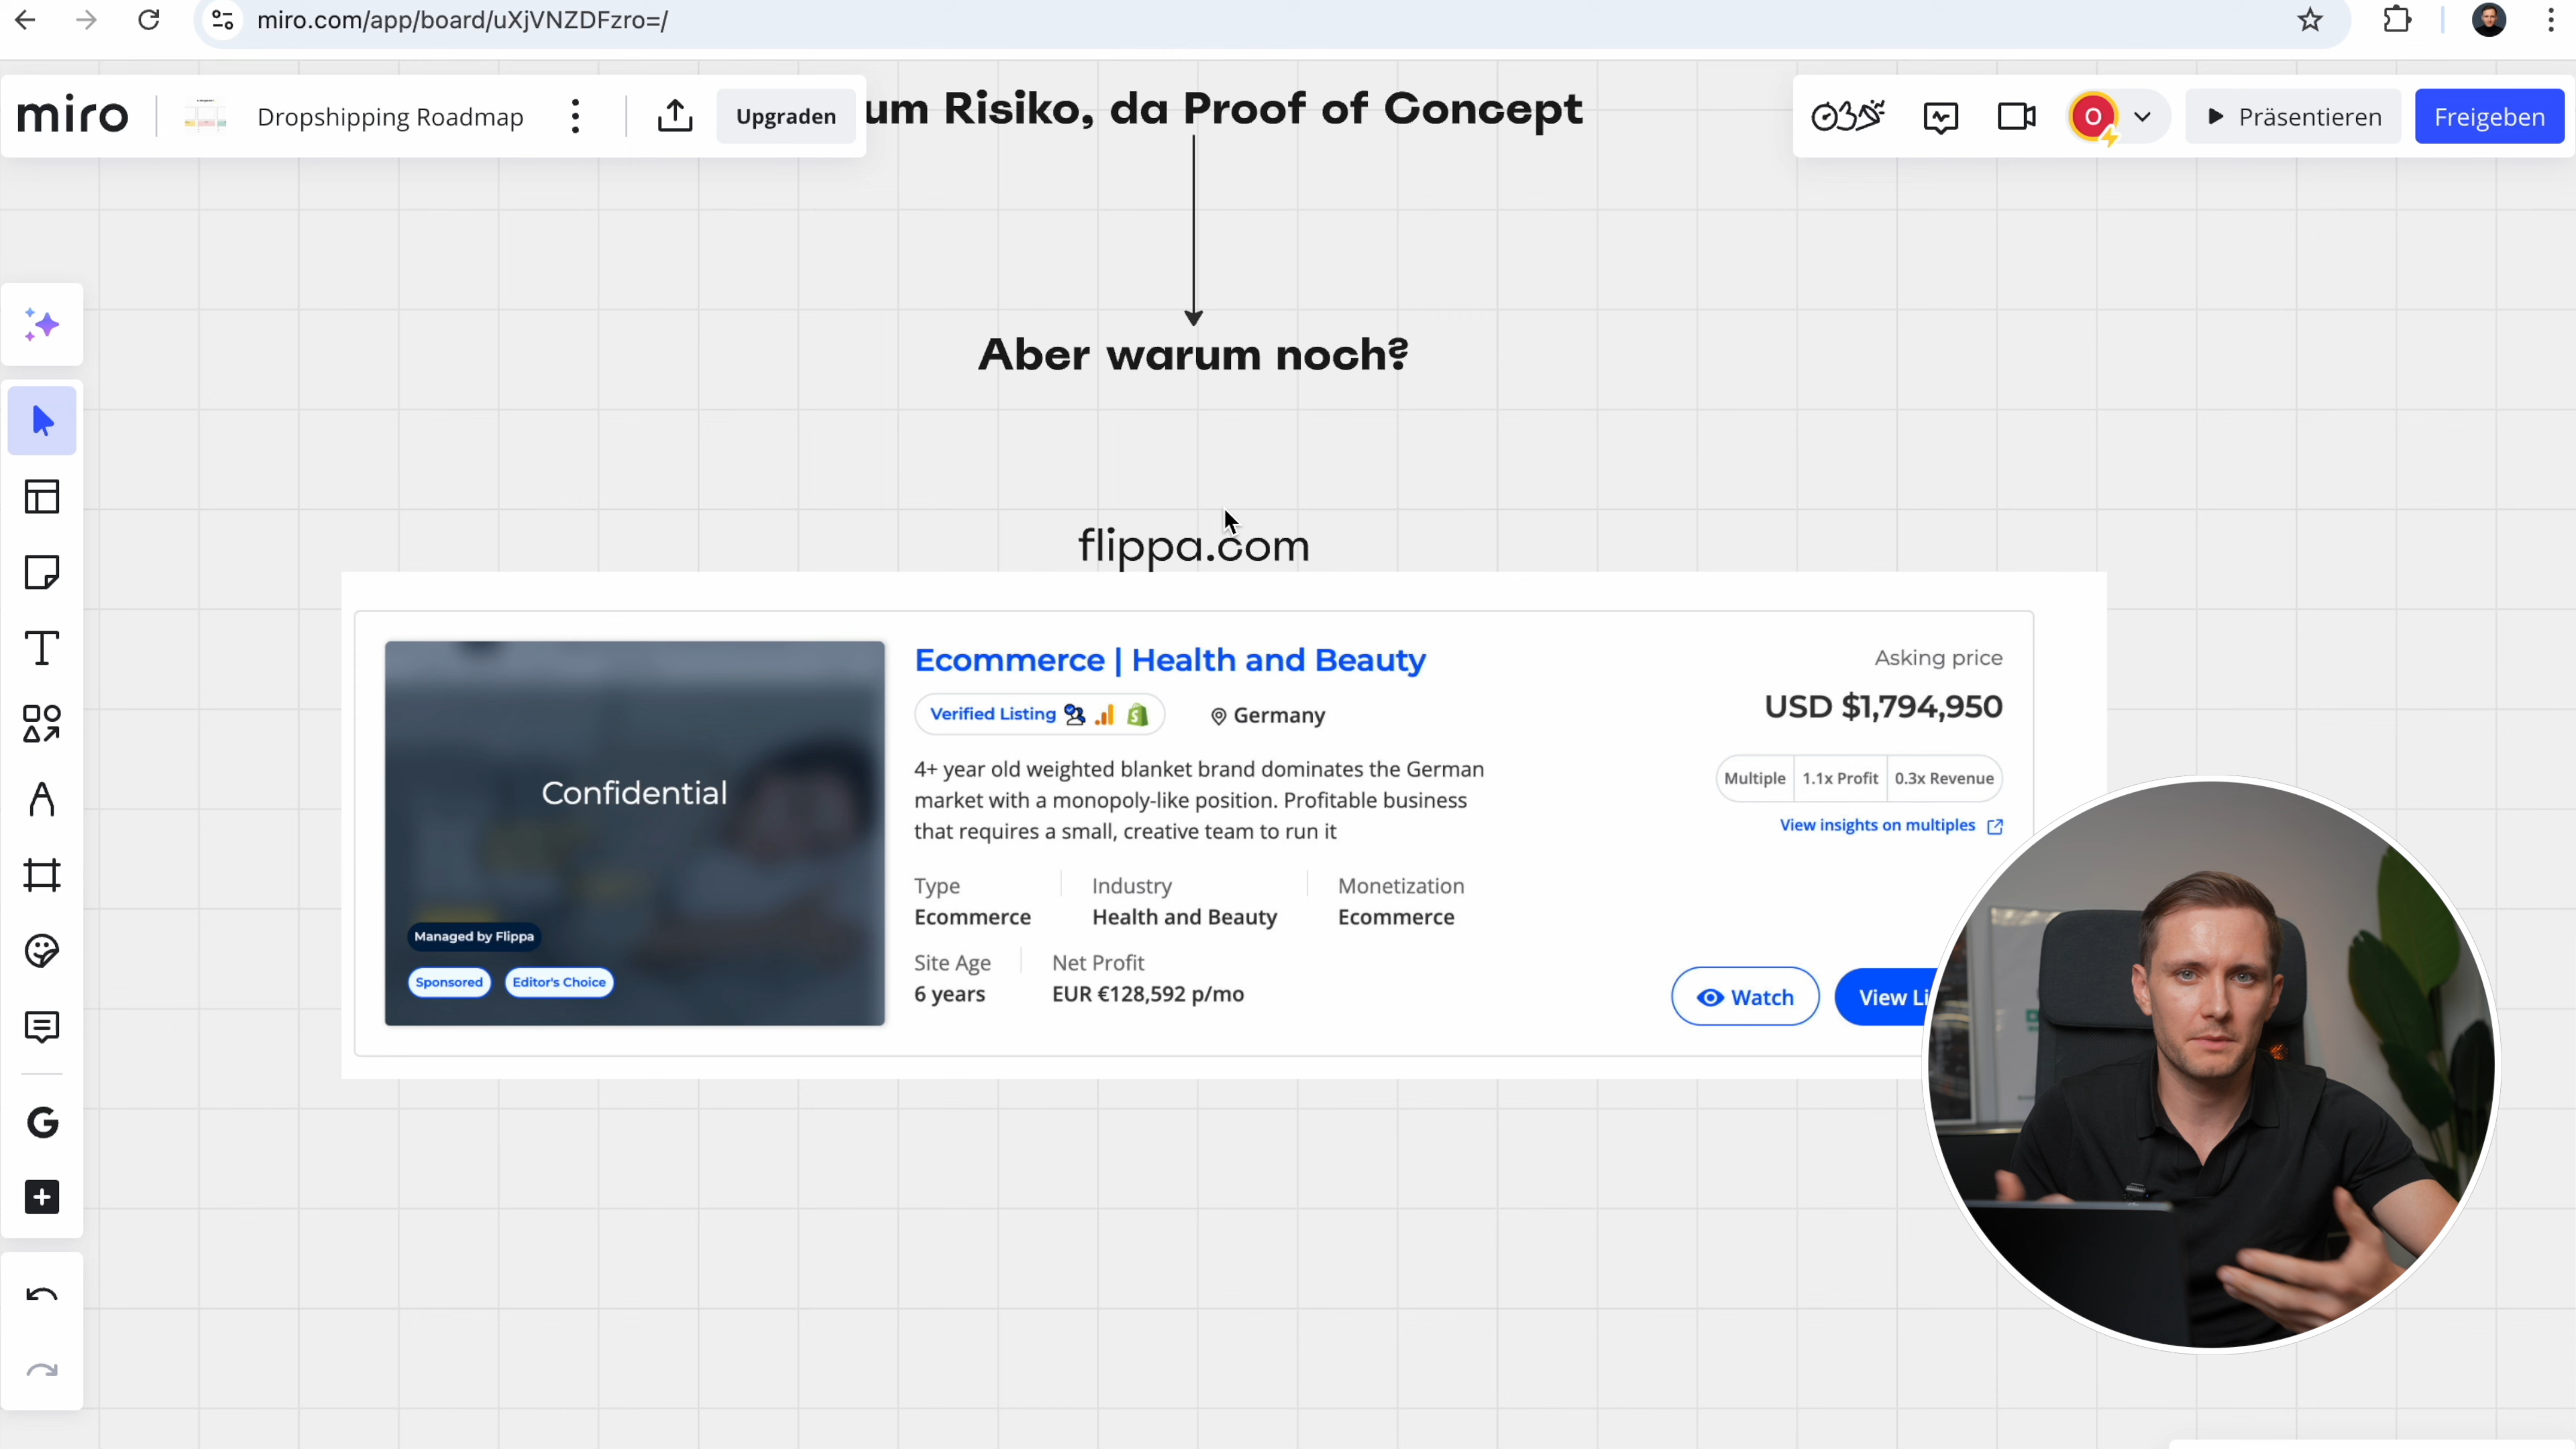 miro.com/app/board/uXjVNZDFzro=/
miro
Dropshipping Roadmap
Upgraden
um Risiko, da Proof of Concept
Präsentieren
Freigeben
Aber warum noch?
flippa.com
Confidential
Managed by Flippa
Sponsored
Editor's Choice
Ecommerce | Health and Beauty
Verified Listing
Germany
4+ year old weighted blanket brand dominates the German
market with a monopoly-like position. Profitable business
that requires a small, creative team to run it
Type
Industry
Monetization
Ecommerce
Health and Beauty
Ecommerce
Site Age
Net Profit
6 years
EUR €128,592 p/mo
Asking price
USD $1,794,950
Multiple
1.1x Profit
0.3x Revenue
View insights on multiples
Watch
View Li